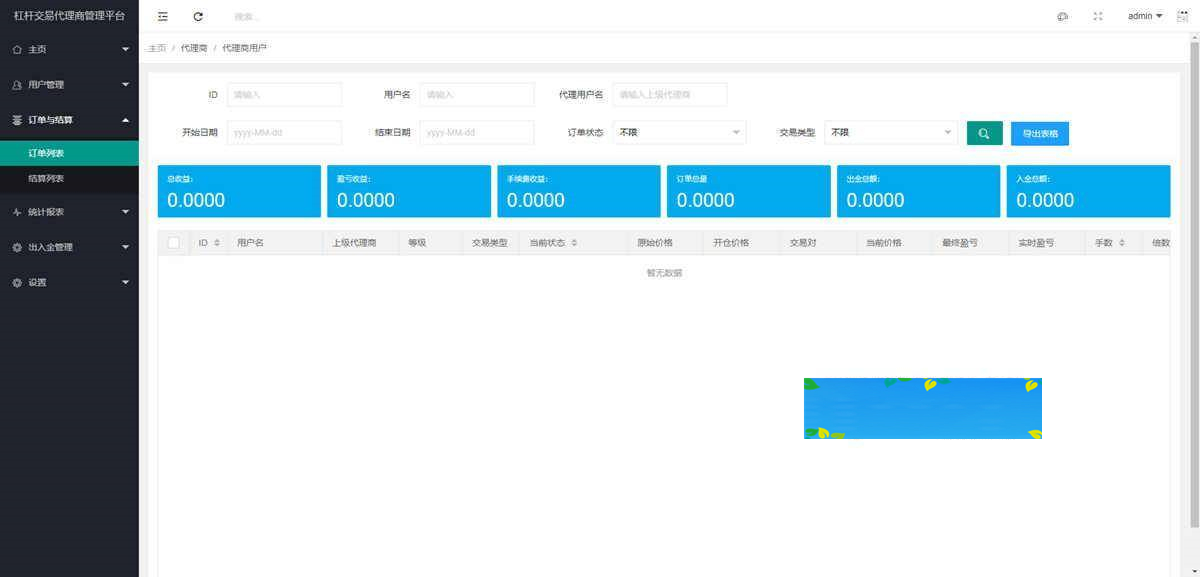 杠杆交易代理商管理平台
搜索...
admin
主页
用户管理
订单与结算
订单列表
结算列表
统计报表
出入金管理
设置
主页 / 代理商 / 代理商用户
ID 请输入 用户名 请输入 代理用户名 请输入上级代理商
开始日期 yyyy-MM-dd 结束日期 yyyy-MM-dd 订单状态 不限 交易类型 不限 导出表格
总收益: 盈亏收益: 手续费收益: 订单总量 出金总额: 入金总额:
0.0000 0.0000 0.0000 0.0000 0.0000 0.0000
ID 用户名 上级代理商 等级 交易类型 当前状态 原始价格 开仓价格 交易对 当前价格 最终盈亏 实时盈亏 手数 倍数
暂无数据